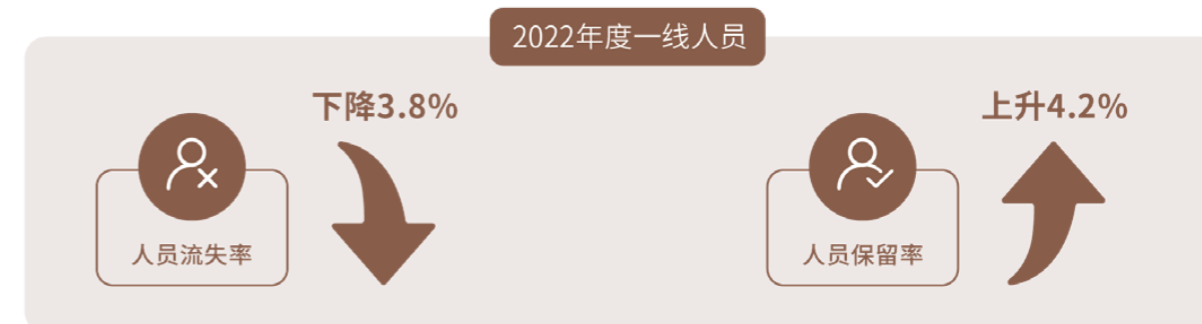 2022年度一线人员
下降3.8%
人员流失率
上升4.2%
人员保留率